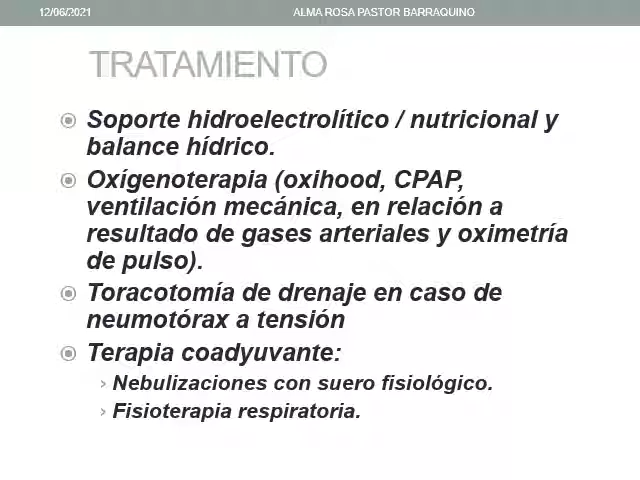 12/06/2021 ALMA ROSA PASTOR BARRAQUINO
TRATAMIENTO
Soporte hidroelectrolítico / nutricional y
balance hídrico.
Oxígenoterapia (oxihood, CPAP,
ventilación mecánica, en relación a
resultado de gases arteriales y oximetría
de pulso).
Toracotomía de drenaje en caso de
neumotórax a tensión
Terapia coadyuvante:
› Nebulizaciones con suero fisiológico.
› Fisioterapia respiratoria.